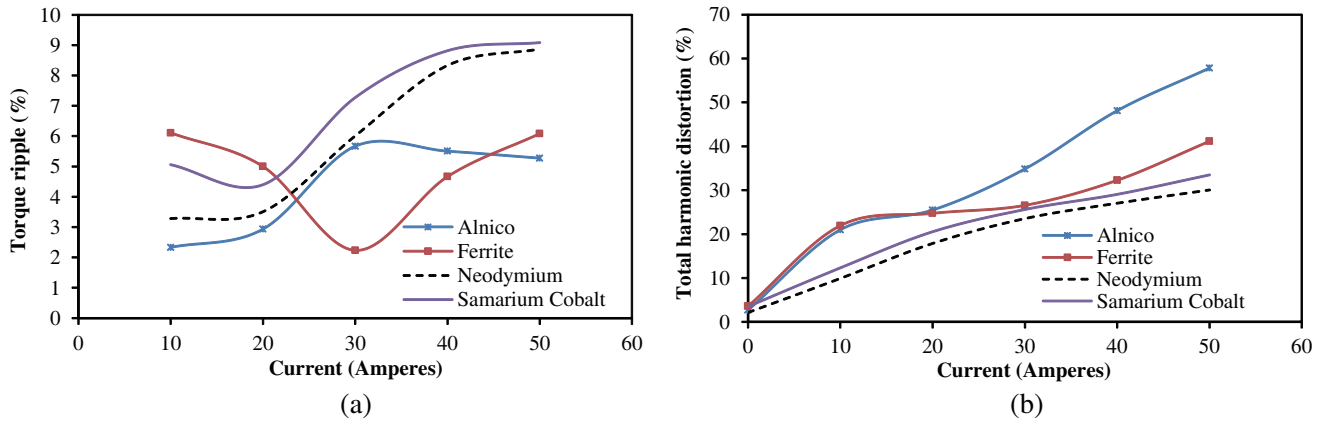 10
9
8
7
6
5
4
3
2
1
0
Torque ripple (%)
Alnico
Ferrite
Neodymium
Samarium Cobalt
0 10 20 30 40 50 60
Current (Amperes)
(a)
70
60
50
40
30
20
10
0
Total harmonic distortion (%)
Alnico
Ferrite
Neodymium
Samarium Cobalt
0 10 20 30 40 50 60
Current (Amperes)
(b)